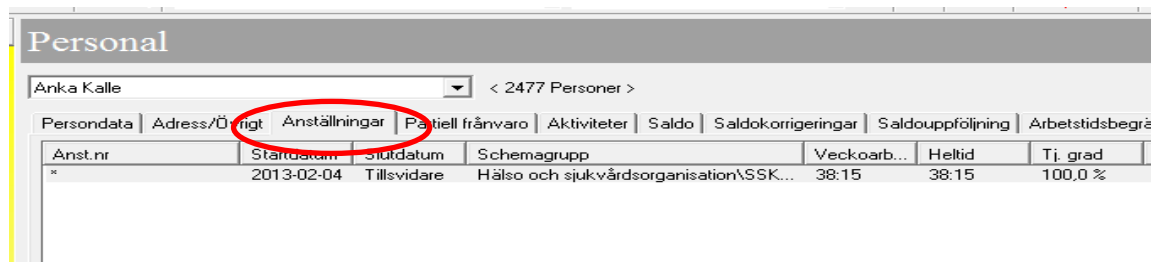 Personal
Anka Kalle < 2477 Personer >
Persondata Adress/Övrigt Anställningar Partiell frånvaro Aktiviteter Saldo Saldokorrigeringar Saldouppföljning Arbetstidsbegrä
Anst.nr Startdatum Slutdatum Schemagrupp Veckoarb... Heltid Tj. grad
* 2013-02-04 Tillsvidare Hälso och sjukvårdsorganisation\SSK... 38:15 38:15 100,0 %